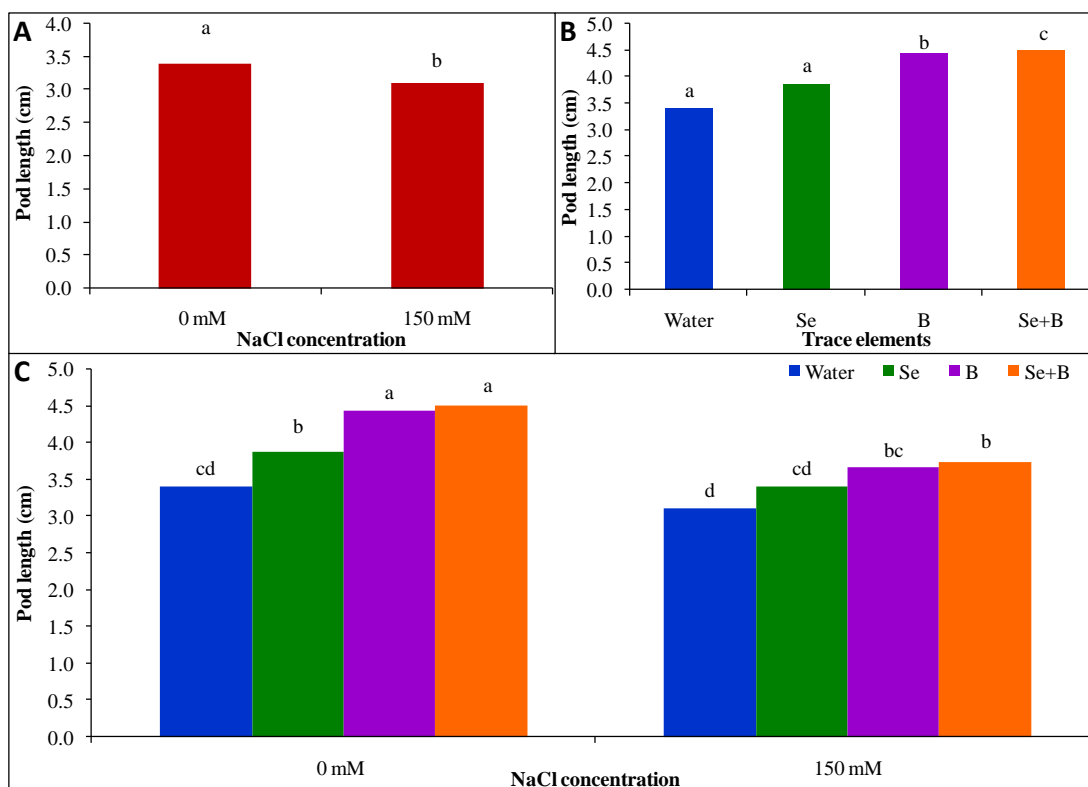 A
Pod length (cm)
4.0
3.5
3.0
2.5
2.0
1.5
1.0
0.5
0.0
a
b
0 mM
150 mM
NaCl concentration
B
Pod length (cm)
5.0
4.5
4.0
3.5
3.0
2.5
2.0
1.5
1.0
0.5
0.0
a
a
b
c
Water
Se
B
Se+B
Trace elements
C
Pod length (cm)
5.0
4.5
4.0
3.5
3.0
2.5
2.0
1.5
1.0
0.5
0.0
Water
Se
B
Se+B
cd
b
a
a
d
cd
bc
b
0 mM
150 mM
NaCl concentration